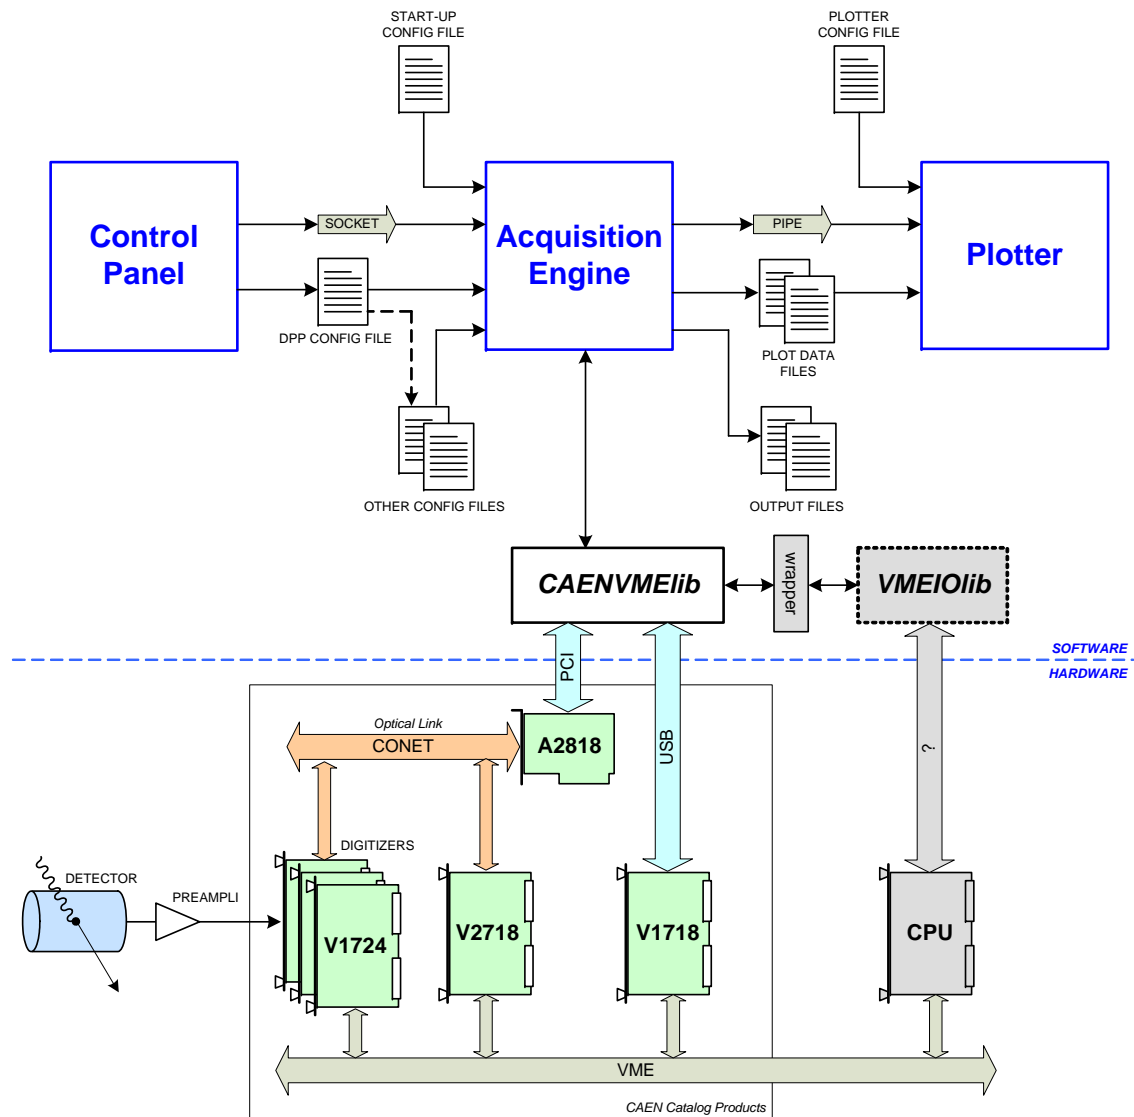 START-UP
CONFIG FILE
PLOTTER
CONFIG FILE
Control
Panel
SOCKET
Acquisition
Engine
PIPE
Plotter
DPP CONFIG FILE
PLOT DATA
FILES
OTHER CONFIG FILES
OUTPUT FILES
CAENVMElib
wrapper
VMEIOlib
SOFTWARE
HARDWARE
PCI
USB
?
Optical Link
CONET
A2818
DIGITIZERS
DETECTOR
PREAMPLI
V1724
V2718
V1718
CPU
VME
CAEN Catalog Products